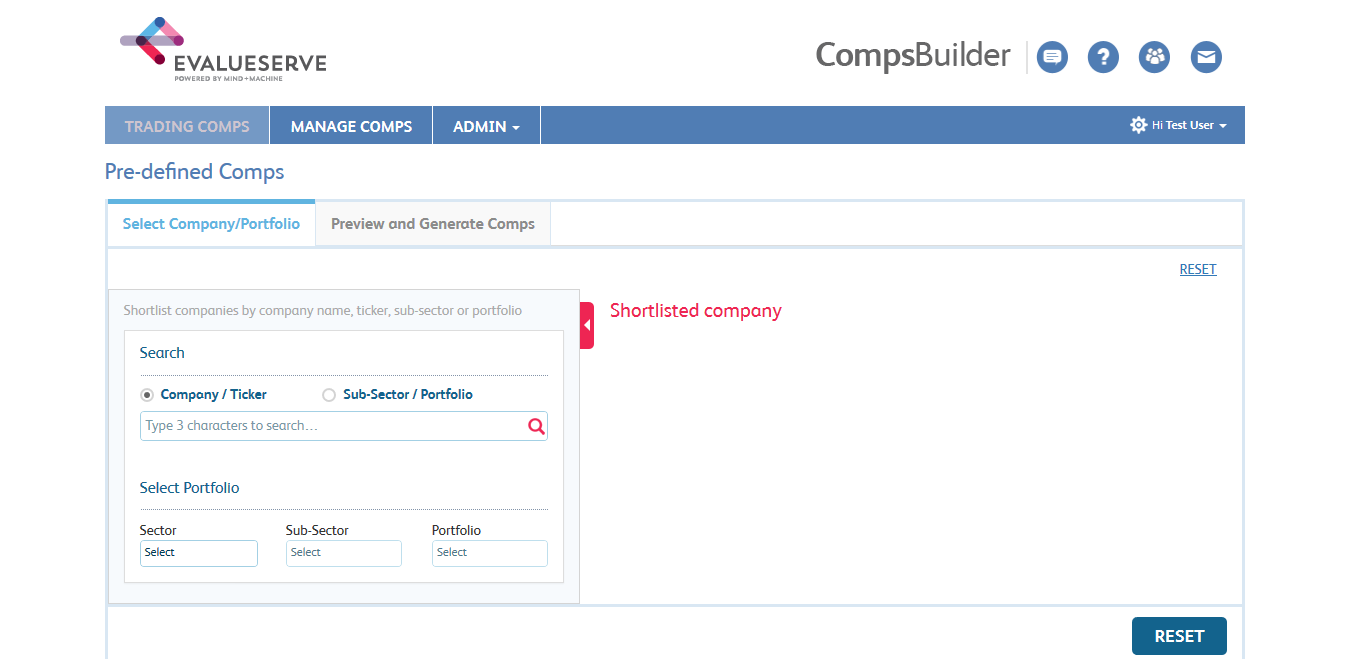 EVALUESERVE
POWERED BY MIND+MACHINE
CompsBuilder
?
TRADING COMPS
MANAGE COMPS
ADMIN
Hi Test User
Pre-defined Comps
Select Company/Portfolio
Preview and Generate Comps
RESET
Shortlist companies by company name, ticker, sub-sector or portfolio
Shortlisted company
Search
Company / Ticker
Sub-Sector / Portfolio
Type 3 characters to search...
Select Portfolio
Sector
Sub-Sector
Portfolio
Select
Select
Select
RESET